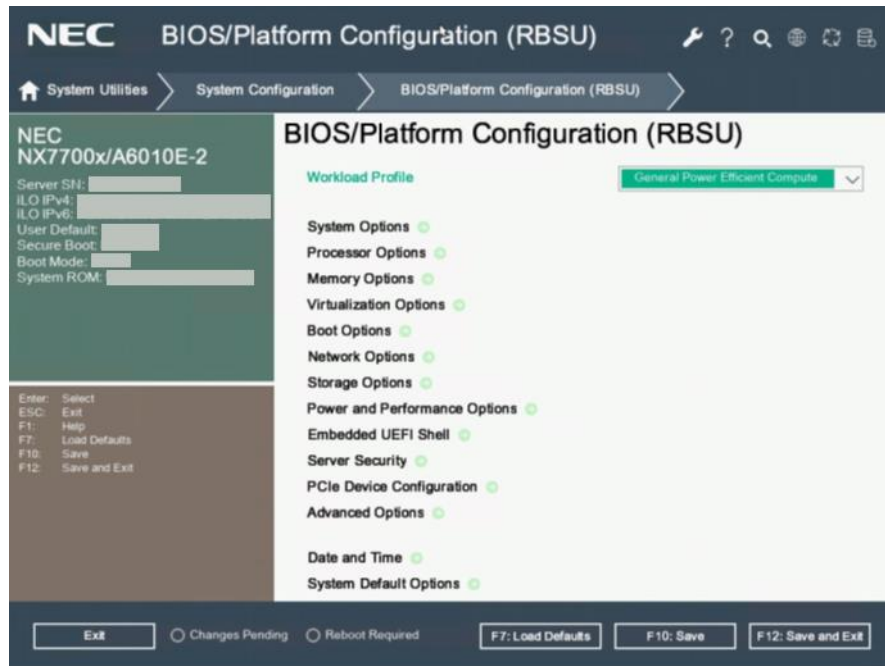 NEC BIOS/Platform Configuration (RBSU) ?
System Utilities System Configuration BIOS/Platform Configuration (RBSU)
NEC
NX7700x/A6010E-2
Server SN:
iLO IPv4:
iLO IPv6:
User Default:
Secure Boot:
Boot Mode:
System ROM:
Enter: Select
ESC: Exit
F1: Help
F7: Load Defaults
F10: Save
F12: Save and Exit
BIOS/Platform Configuration (RBSU)
Workload Profile General Power Efficient Compute
System Options
Processor Options
Memory Options
Virtualization Options
Boot Options
Network Options
Storage Options
Power and Performance Options
Embedded UEFI Shell
Server Security
PCIe Device Configuration
Advanced Options
Date and Time
System Default Options
Exit Changes Pending Reboot Required F7: Load Defaults F10: Save F12: Save and Exit